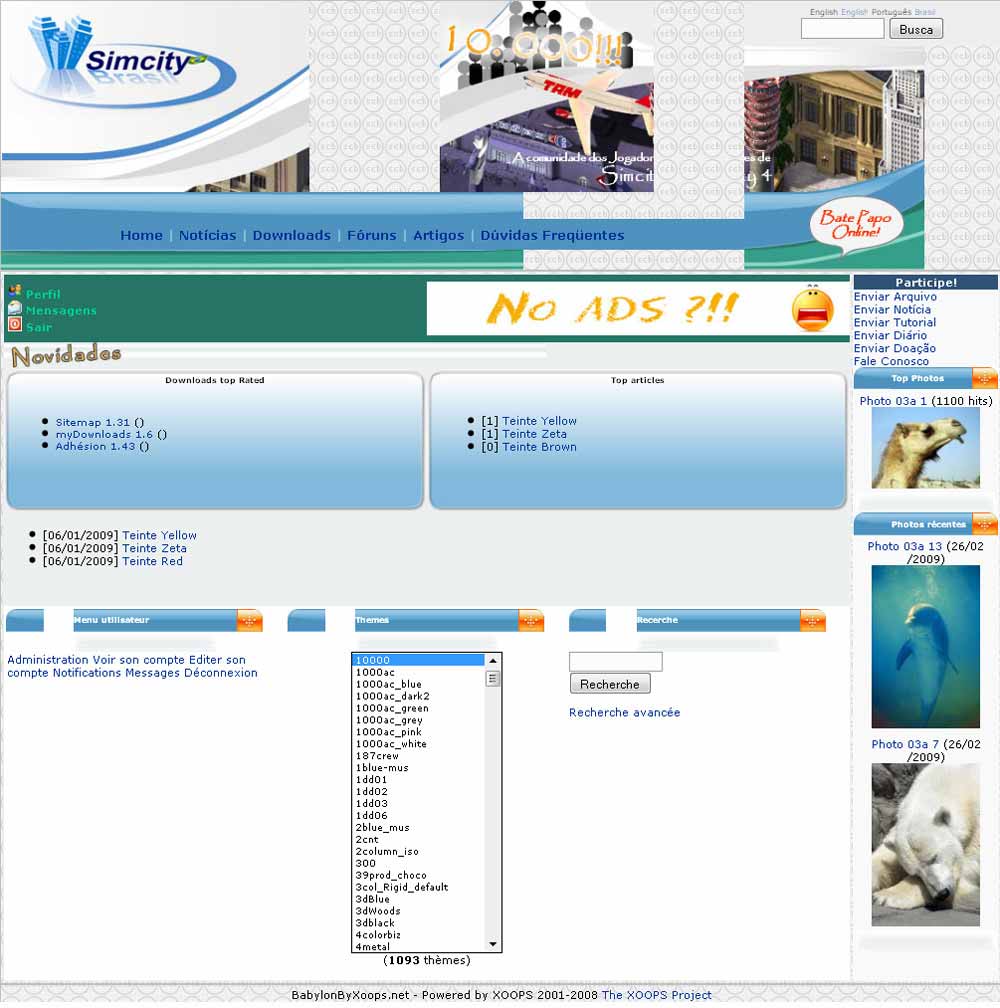 English English Português Brasil
Busca
Simcity
Brasil
10.000!!!
TAM
A comunidade dos Jogador es de
Simcit y 4
Bate Papo
Online!
Home | Notícias | Downloads | Fóruns | Artigos | Dúvidas Freqüentes
Perfil
Mensagens
Sair
No ADS ?!!
Participe!
Enviar Arquivo
Enviar Notícia
Enviar Tutorial
Enviar Diário
Enviar Doação
Fale Conosco
Novidades
Downloads top Rated
Sitemap 1.31 ()
myDownloads 1.6 ()
Adhésion 1.43 ()
Top articles
[1] Teinte Yellow
[1] Teinte Zeta
[0] Teinte Brown
Top Photos
Photo 03a 1 (1100 hits)
Photos récentes
Photo 03a 13 (26/02
/2009)
Photo 03a 7 (26/02
/2009)
[06/01/2009] Teinte Yellow
[06/01/2009] Teinte Zeta
[06/01/2009] Teinte Red
Menu utilisateur
Administration Voir son compte Editer son
compte Notifications Messages Déconnexion
Themes
10000
1000ac
1000ac_blue
1000ac_dark2
1000ac_green
1000ac_grey
1000ac_pink
1000ac_white
187crew
1blue-mus
1dd01
1dd02
1dd03
1dd06
2blue_mus
2cnt
2column_iso
300
39prod_choco
3col_Rigid_default
3dBlue
3dWoods
3dblack
4colorbiz
4metal
(1093 thèmes)
Recerche
Recherche
Recherche avancée
BabylonByXoops.net - Powered by XOOPS 2001-2008 The XOOPS Project